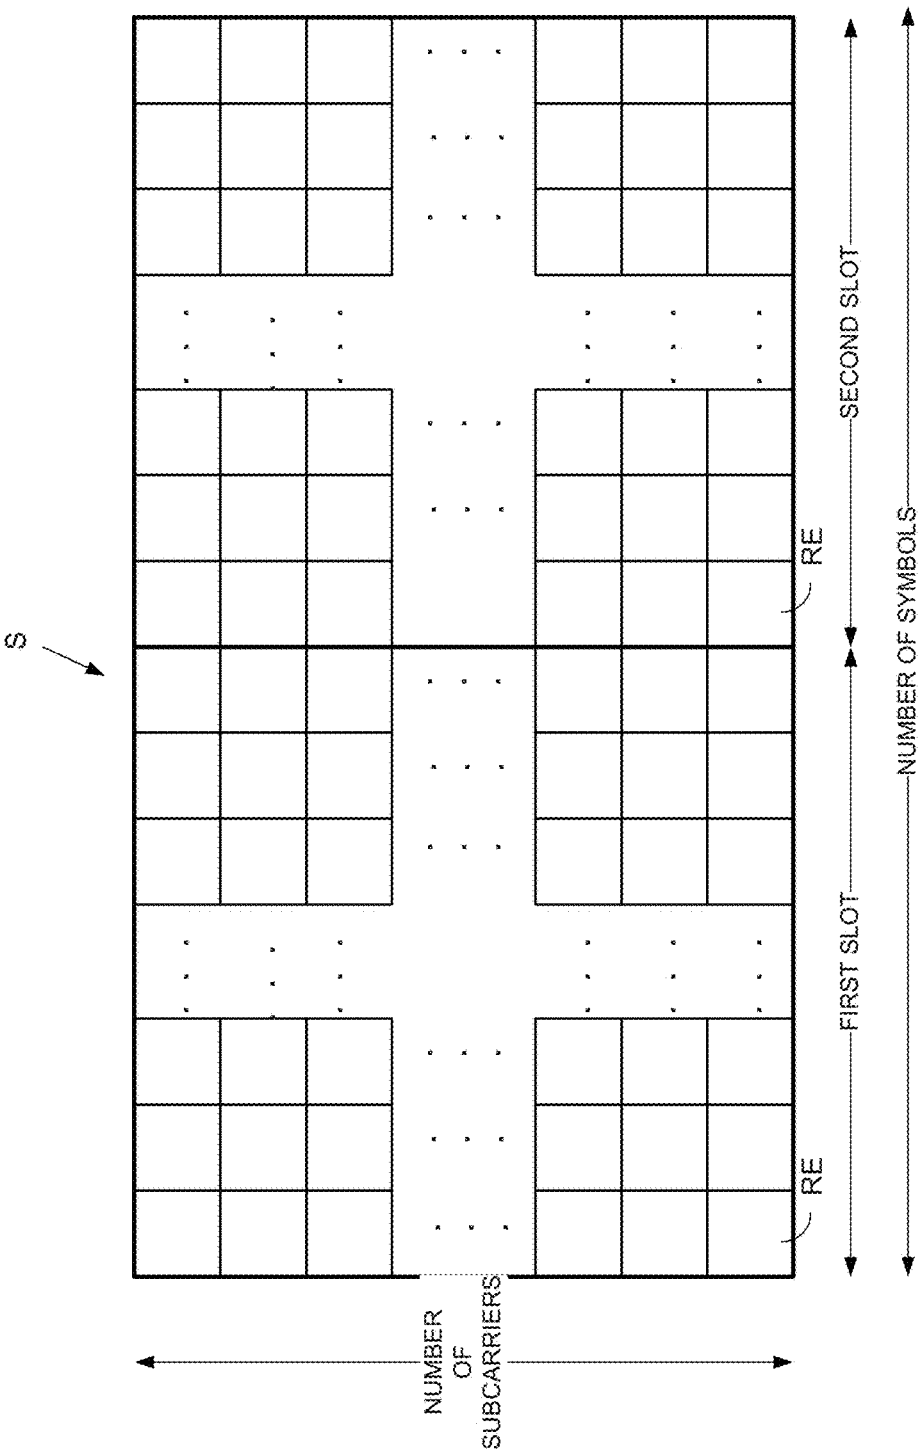 S
NUMBER
OF
SUBCARRIERS
RE
RE
FIRST SLOT
SECOND SLOT
NUMBER OF SYMBOLS